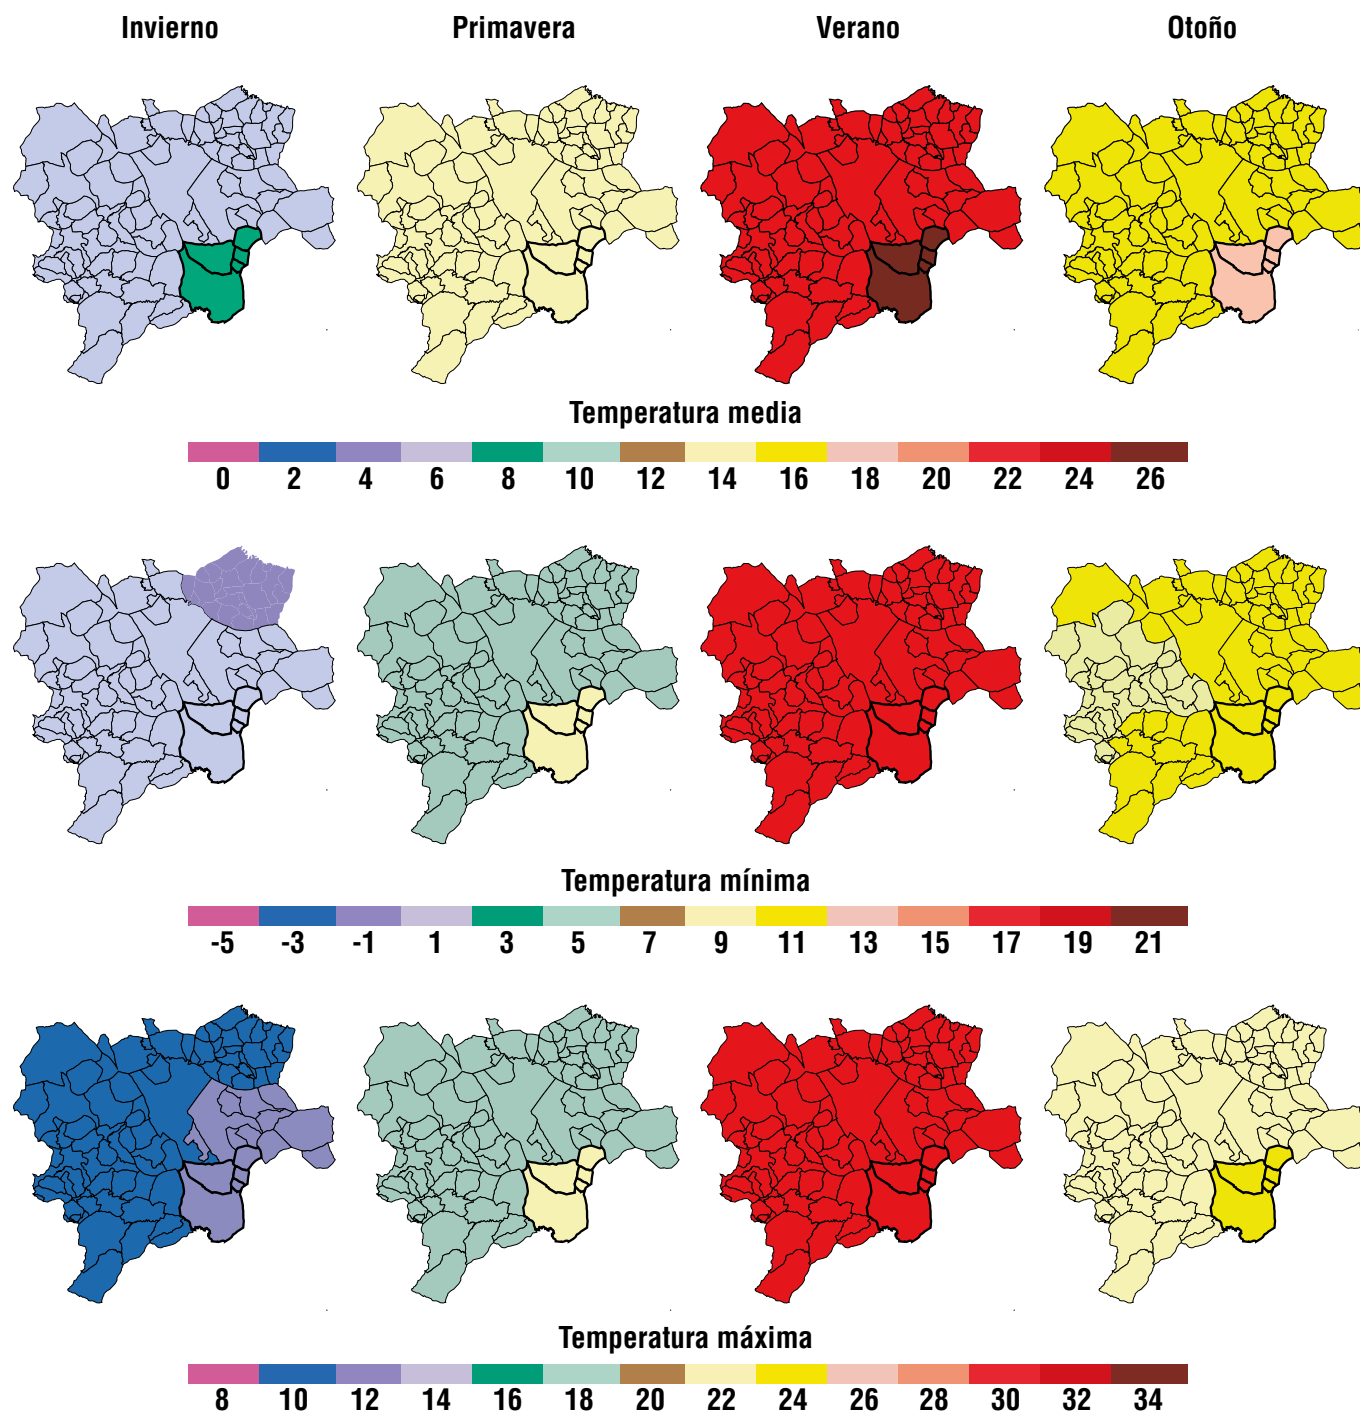 Invierno Primavera Verano Otoño
Temperatura media
0 2 4 6 8 10 12 14 16 18 20 22 24 26
Temperatura mínima
-5 -3 -1 1 3 5 7 9 11 13 15 17 19 21
Temperatura máxima
8 10 12 14 16 18 20 22 24 26 28 30 32 34